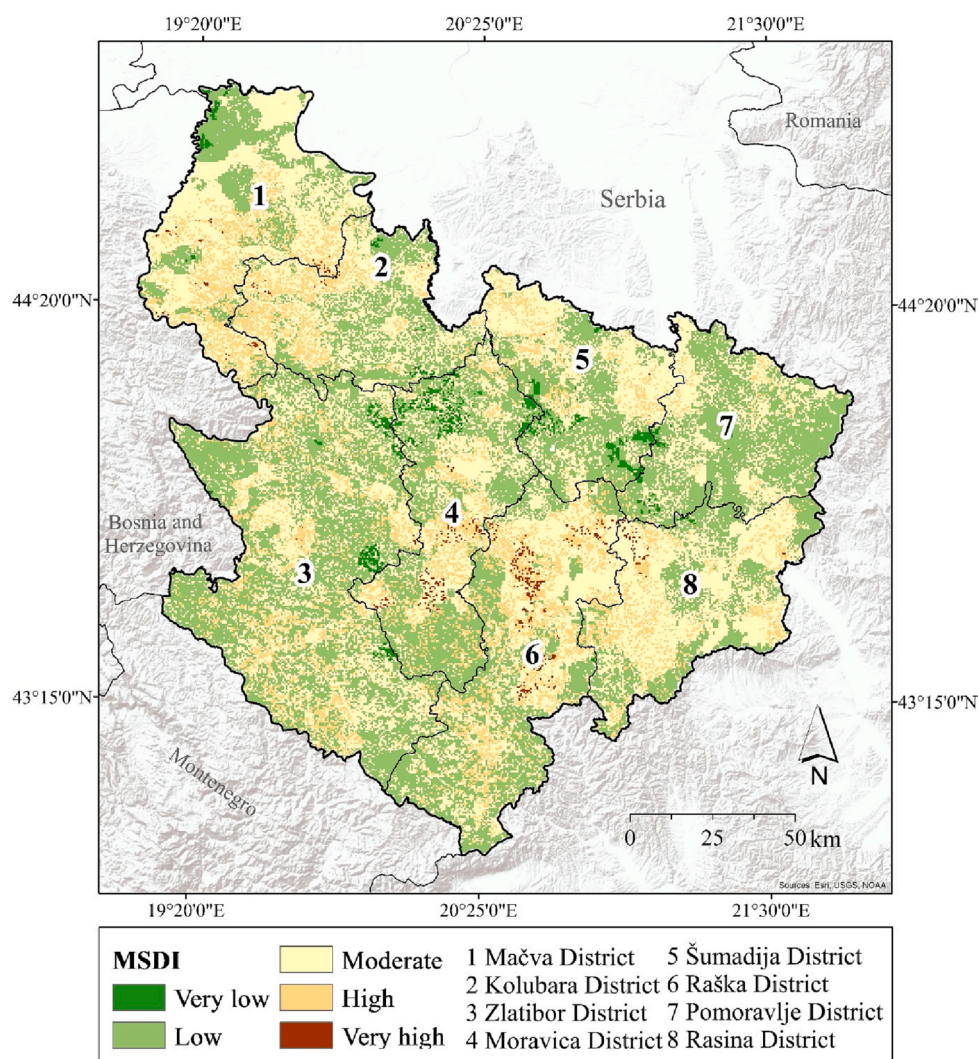 19°20'0"E 20°25'0"E 21°30'0"E
Romania
Serbia
1
2
44°20'0"N 44°20'0"N
5
7
4
Bosnia and
Herzegovina
3
8
6
43°15'0"N 43°15'0"N
Montenegro
N
0 25 50 km
Sources: Esri, USGS, NOAA
19°20'0"E 20°25'0"E 21°30'0"E
MSDI
Very low
Low
Moderate
High
Very high
1 Mačva District
2 Kolubara District
3 Zlatibor District
4 Moravica District
5 Šumadija District
6 Raška District
7 Pomoravlje District
8 Rasina District